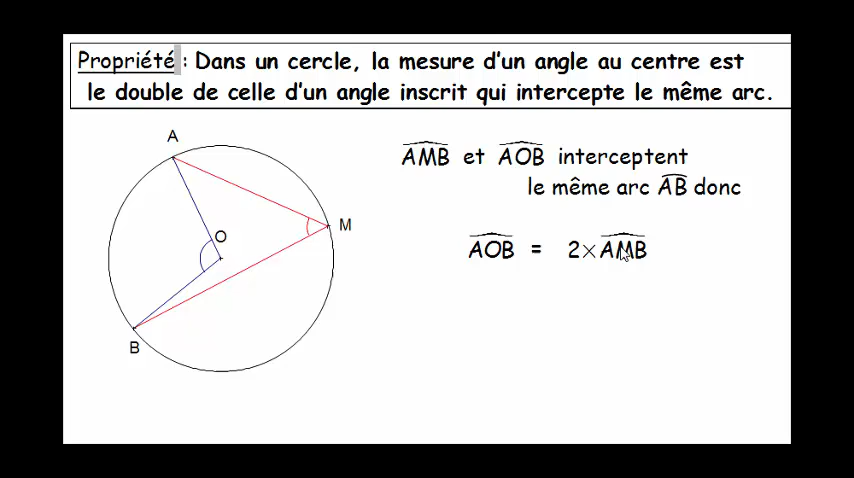 Propriété : Dans un cercle, la mesure d'un angle au centre est
le double de celle d'un angle inscrit qui intercepte le même arc.
A
AMB et AOB interceptent
le même arc AB donc
M
O
AOB = 2×AMB
B